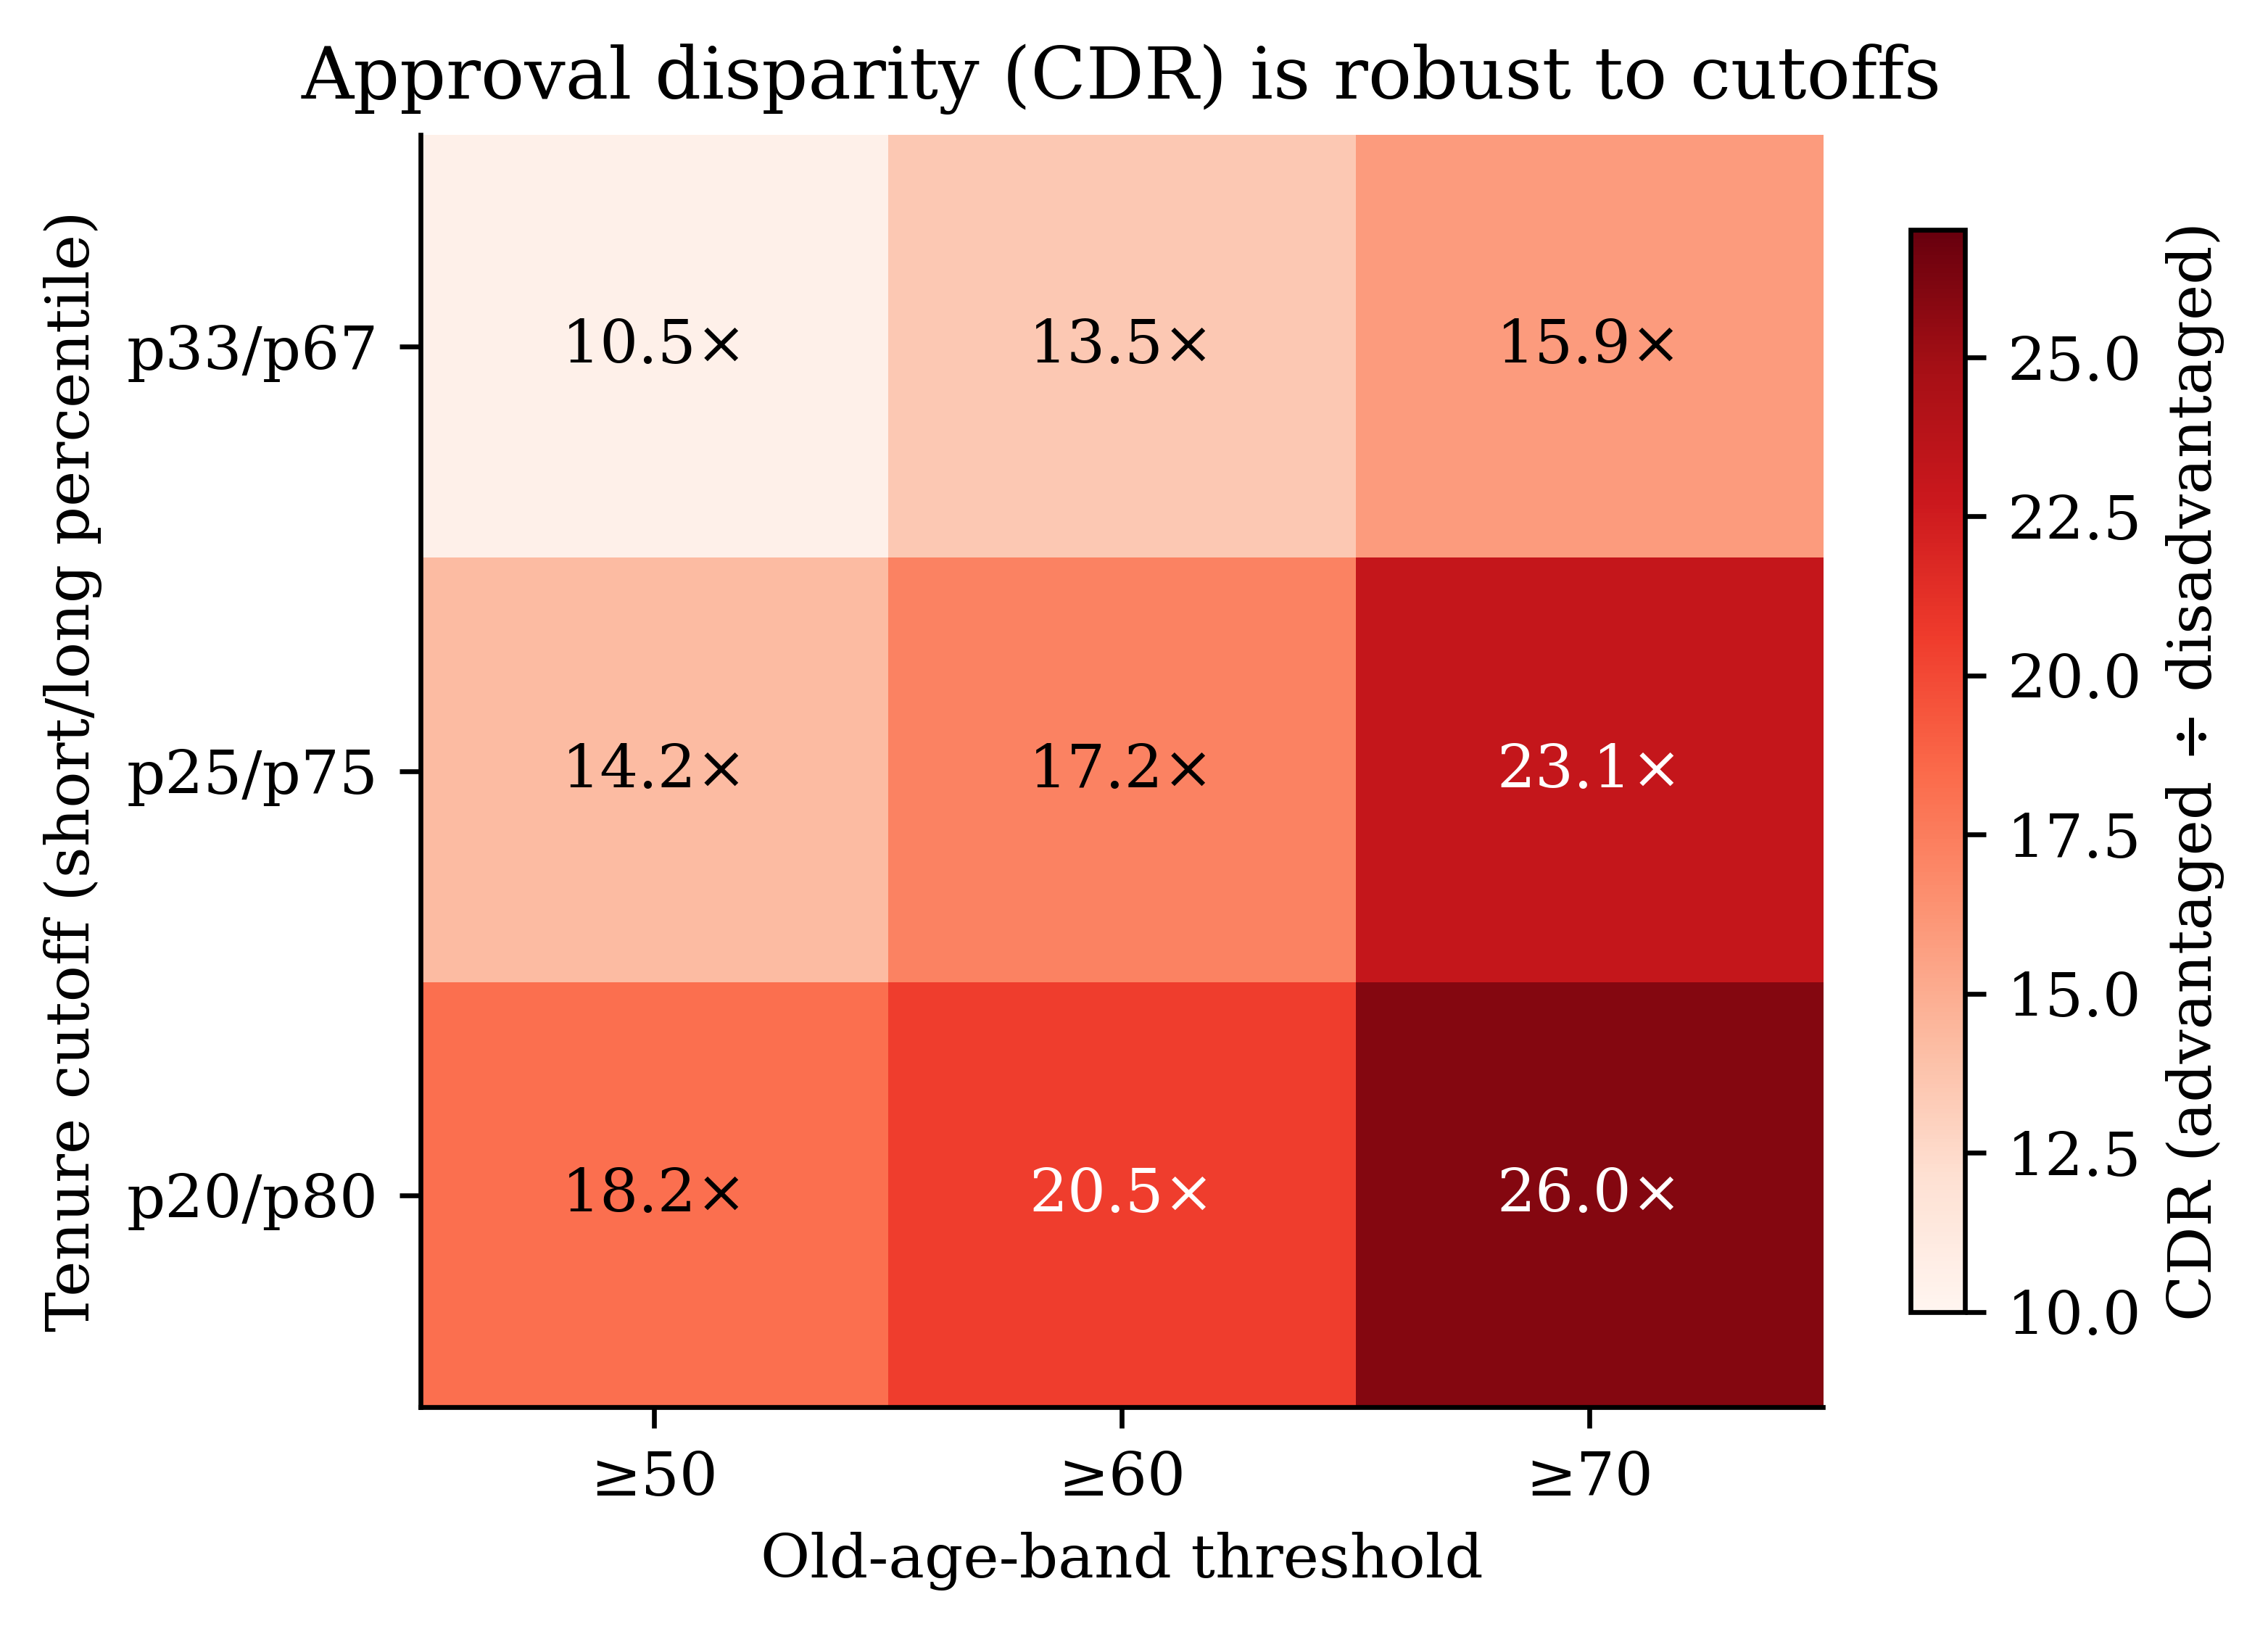 Approval disparity (CDR) is robust to cutoffs
Tenure cutoff (short/long percentile)
p33/p67
10.5×
13.5×
15.9×
p25/p75
14.2×
17.2×
23.1×
p20/p80
18.2×
20.5×
26.0×
≥50
≥60
≥70
Old-age-band threshold
25.0
22.5
20.0
17.5
15.0
12.5
10.0
CDR (advantaged ÷ disadvantaged)